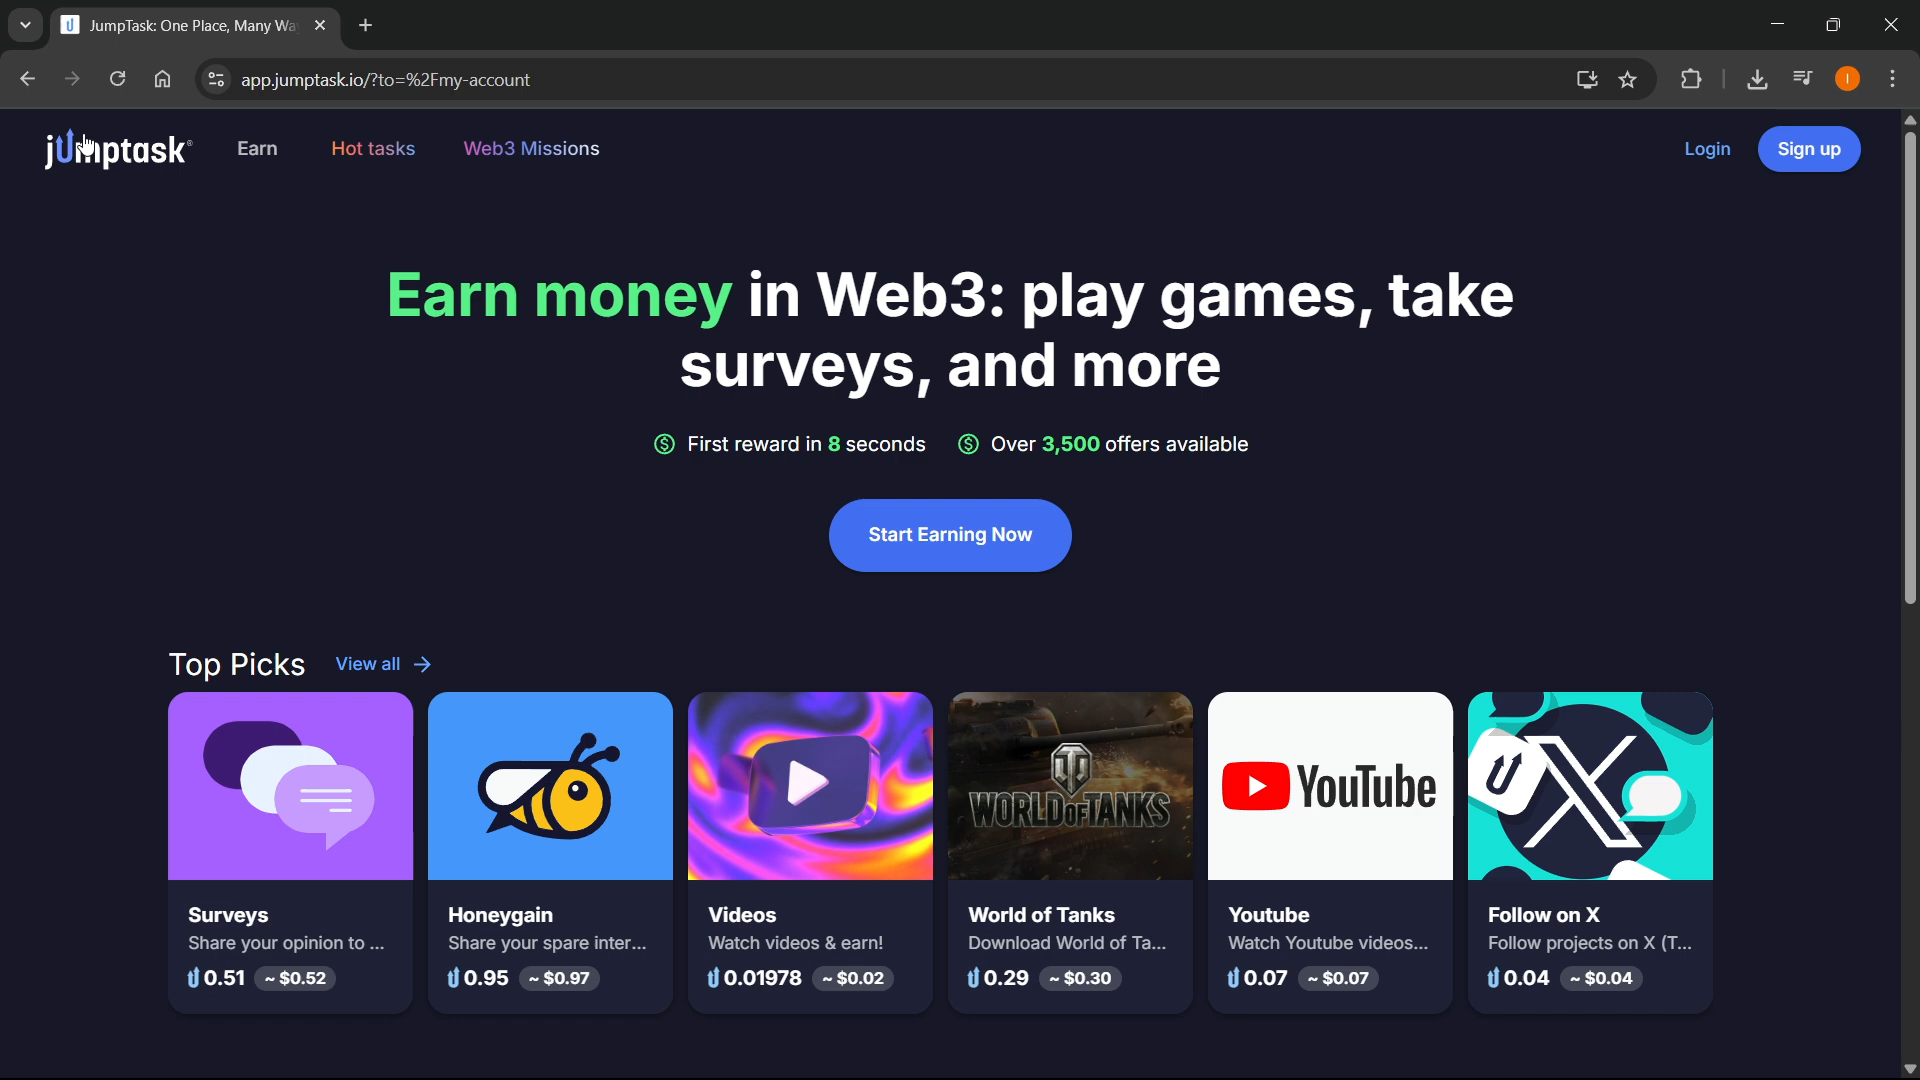 JumpTask: One Place, Many Wa
app.jumptask.io/?to=%2Fmy-account
I
jumptask®
Earn
Hot tasks
Web3 Missions
Login
Sign up
Earn money in Web3: play games, take
surveys, and more
First reward in 8 seconds
Over 3,500 offers available
Start Earning Now
Top Picks
View all
WORLD OF TANKS
YouTube
Surveys
Share your opinion to ...
0.51 ~ $0.52
Honeygain
Share your spare inter...
0.95 ~ $0.97
Videos
Watch videos & earn!
0.01978 ~ $0.02
World of Tanks
Download World of Ta...
0.29 ~ $0.30
Youtube
Watch Youtube videos...
0.07 ~ $0.07
Follow on X
Follow projects on X (T...
0.04 ~ $0.04